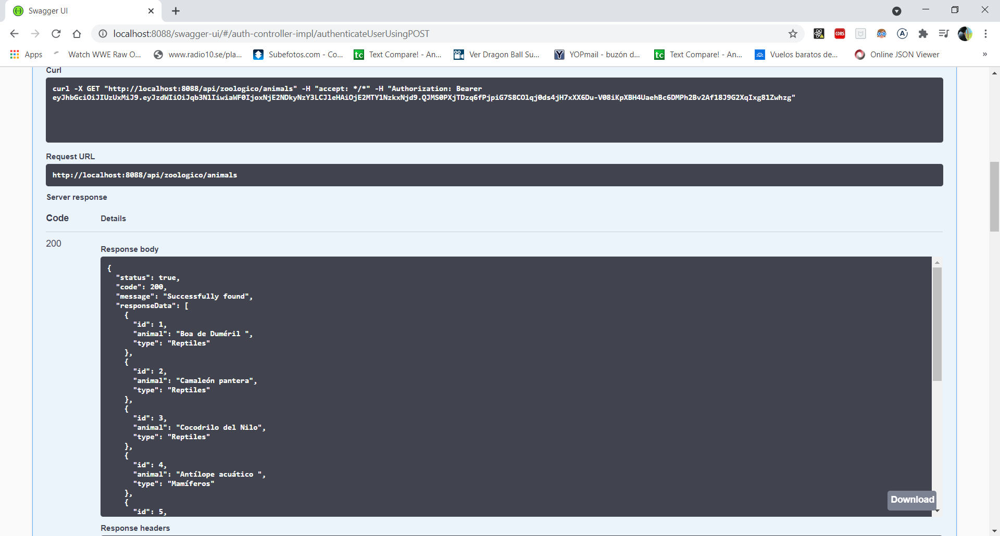 Swagger UI
localhost:8088/swagger-ui/#/auth-controller-impl/authenticateUserUsingPOST
CORS
Apps
Watch WWE Raw O...
www.radio10.se/pla...
Subefotos.com - Co...
tc
Text Compare! - An...
Ver Dragon Ball Su...
YOPmail - buzón d...
tc
Text Compare! - An...
Vuelos baratos de...
Online JSON Viewer
»
Curl
curl -X GET "http://localhost:8088/api/zoologico/animals" -H "accept: */*" -H "Authorization: Bearer
eyJhbGciOiJIUzUxMiJ9.eyJzdWIiOiJqb3NlIiwiaWF0IjoxNjE2NDkyNzY3LCJleHAiOjE2MTY1NzkxNjd9.QJMS0PXjTDzq6fPjpiG7S8COlqj0ds4jH7xXX6Du-V08iKpXBH4UaehBc6DMPh2Bv2Af18J9G2XqIxg81Zwhzg"
Request URL
http://localhost:8088/api/zoologico/animals
Server response
Code
Details
200
Response body
{
"status": true,
"code": 200,
"message": "Successfully found",
"responseData": [
{
"id": 1,
"animal": "Boa de Duméril ",
"type": "Reptiles"
},
{
"id": 2,
"animal": "Camaleón pantera",
"type": "Reptiles"
},
{
"id": 3,
"animal": "Cocodrilo del Nilo",
"type": "Reptiles"
},
{
"id": 4,
"animal": "Antílope acuático ",
"type": "Mamíferos"
},
{
"id": 5,
Download
Response headers